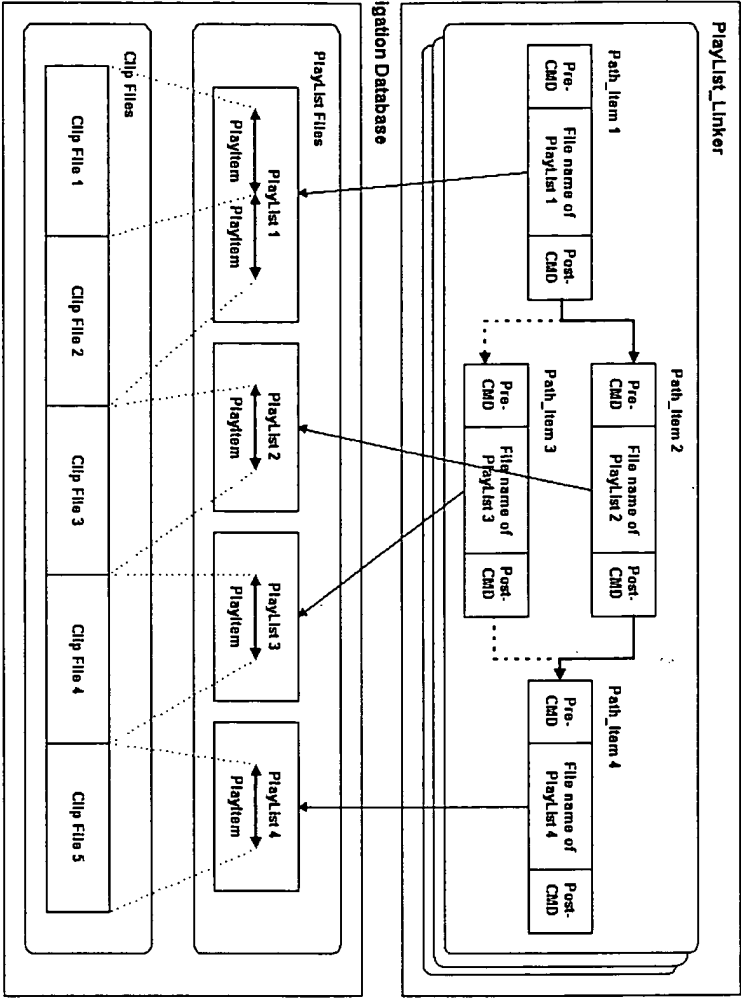 PlayList_Linker
Path_Item 1
Pre-
CMD
File name of
PlayList 1
Post-
CMD
Path_Item 2
Pre-
CMD
File name of
PlayList 2
Post-
CMD
Path_Item 3
Pre-
CMD
File name of
PlayList 3
Post-
CMD
Path_Item 4
Pre-
CMD
File name of
PlayList 4
Post-
CMD
igation Database
PlayList Files
PlayList 1
PlayItem
PlayItem
PlayList 2
PlayItem
PlayList 3
PlayItem
PlayList 4
PlayItem
Clip Files
Clip File 1
Clip File 2
Clip File 3
Clip File 4
Clip File 5